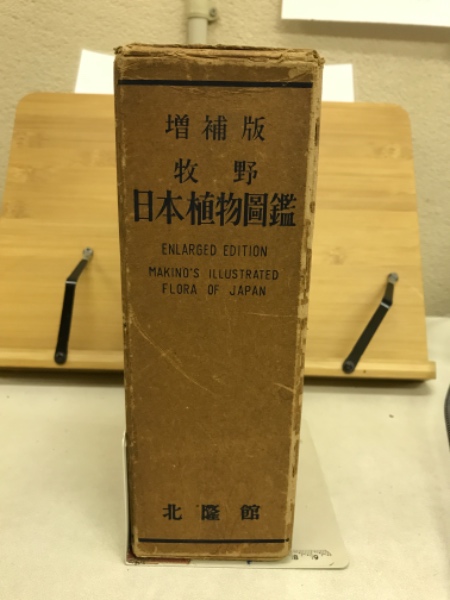 増補版
牧野
日本植物圖鑑
ENLARGED EDITION
MAKINO'S ILLUSTRATED
FLORA OF JAPAN
北隆館